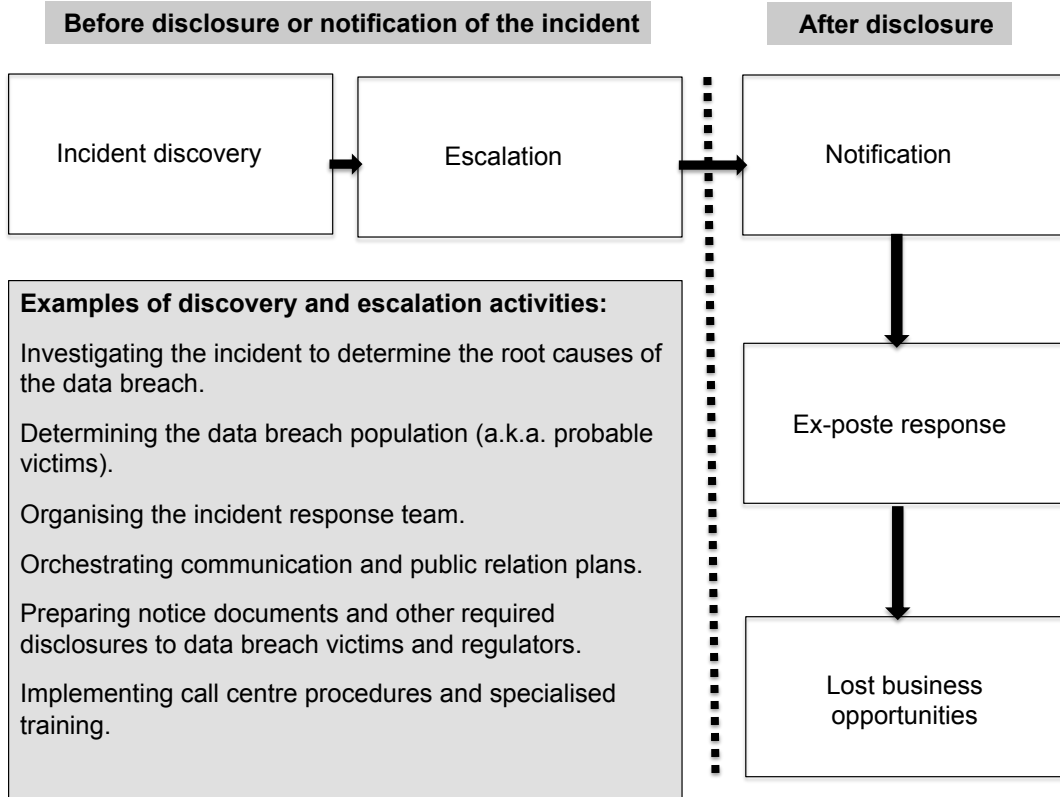 Before disclosure or notification of the incident
After disclosure
Incident discovery
Escalation
Notification
Examples of discovery and escalation activities:
Investigating the incident to determine the root causes of
the data breach.
Determining the data breach population (a.k.a. probable
victims).
Organising the incident response team.
Orchestrating communication and public relation plans.
Preparing notice documents and other required
disclosures to data breach victims and regulators.
Implementing call centre procedures and specialised
training.
Ex-poste response
Lost business
opportunities